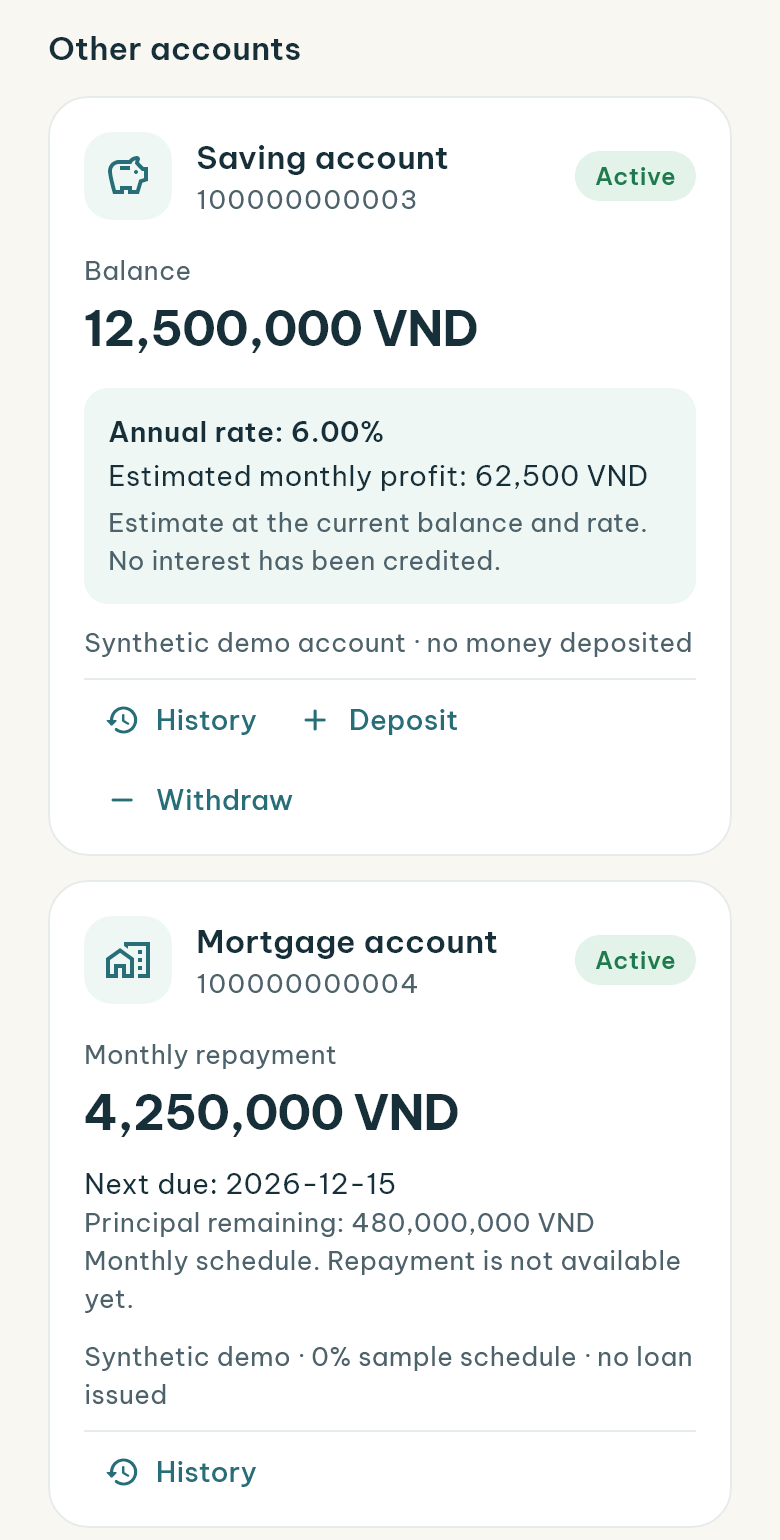 Other accounts
Saving account
100000000003
Active
Balance
12,500,000 VND
Annual rate: 6.00%
Estimated monthly profit: 62,500 VND
Estimate at the current balance and rate.
No interest has been credited.
Synthetic demo account · no money deposited
History
Deposit
Withdraw
Mortgage account
100000000004
Active
Monthly repayment
4,250,000 VND
Next due: 2026-12-15
Principal remaining: 480,000,000 VND
Monthly schedule. Repayment is not available
yet.
Synthetic demo · 0% sample schedule · no loan
issued
History